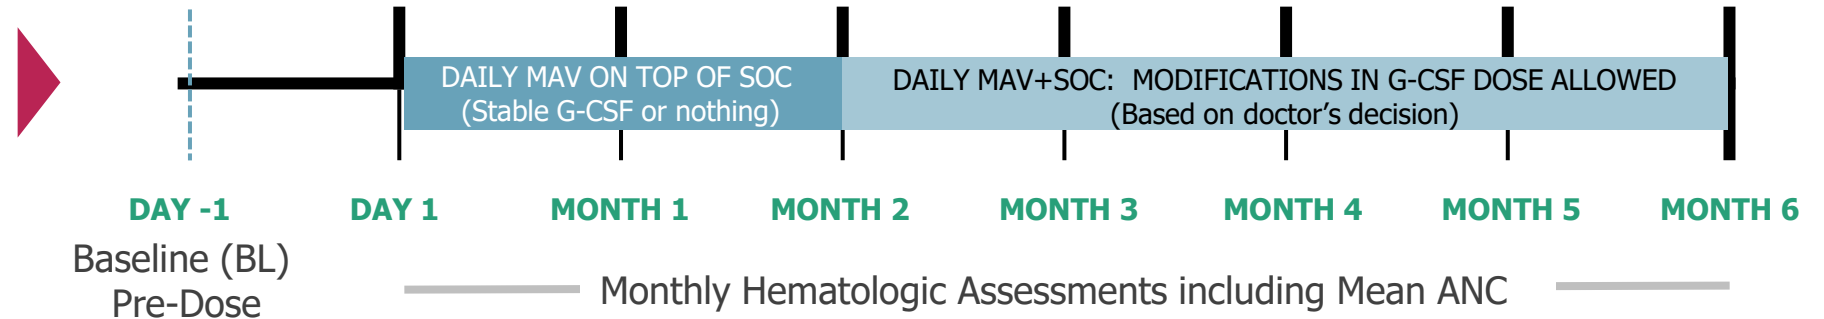 DAILY MAV ON TOP OF SOC
(Stable G-CSF or nothing)
DAILY MAV+SOC: MODIFICATIONS IN G-CSF DOSE ALLOWED
(Based on doctor's decision)
DAY -1
DAY 1
MONTH 1
MONTH 2
MONTH 3
MONTH 4
MONTH 5
MONTH 6
Baseline (BL)
Pre-Dose
Monthly Hematologic Assessments including Mean ANC